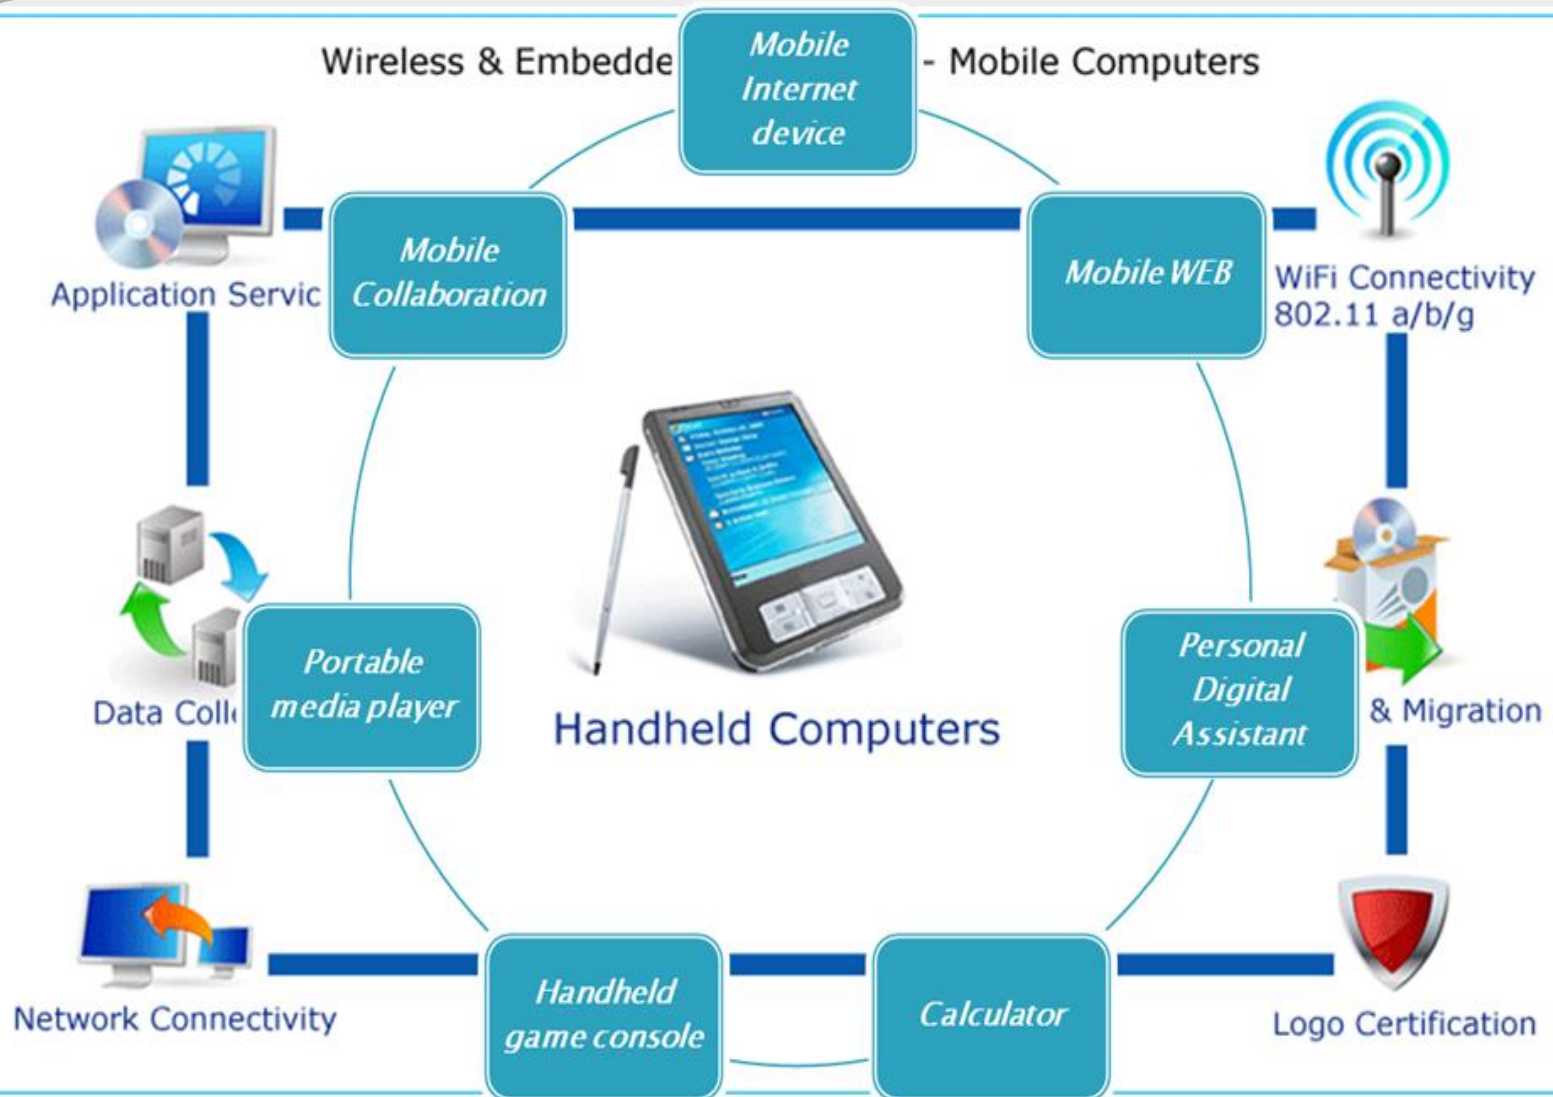 Wireless & Embedde
- Mobile Computers
Mobile
Internet
device
Mobile
Collaboration
Mobile WEB
Application Servic
WiFi Connectivity
802.11 a/b/g
Portable
media player
Personal
Digital
Assistant
Data Coll
& Migration
Handheld Computers
Handheld
game console
Calculator
Network Connectivity
Logo Certification